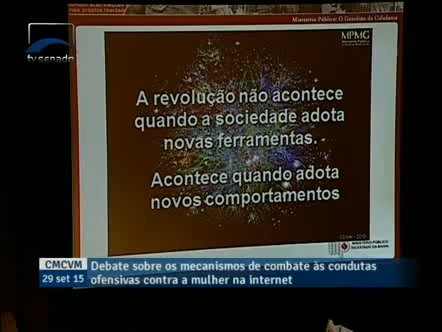 Ministério Público: O Guardião da Cidadania
MPMG
tv senado
A revolução não acontece
quando a sociedade adota
novas ferramentas.
Acontece quando adota
novos comportamentos
MINISTÉRIO PÚBLICO
DO ESTADO DA BAHIA
CMCVM
Debate sobre os mecanismos de combate às condutas
29 set 15
ofensivas contra a mulher na internet